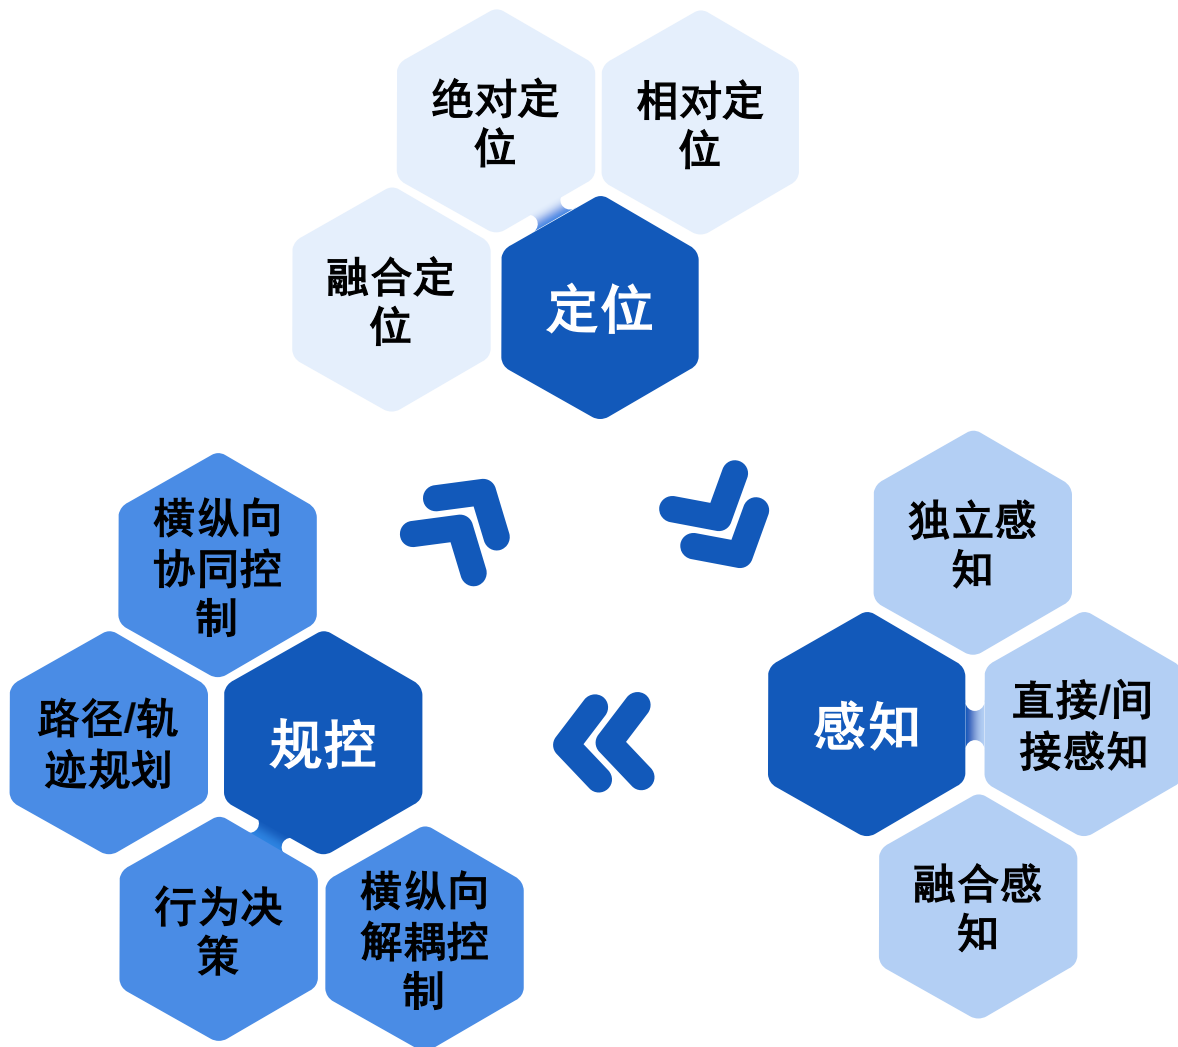 绝对定
位
相对定
位
融合定
位
定位
横纵向
协同控
制
路径/轨
迹规划
规控
行为决
策
横纵向
解耦控
制
独立感
知
感知
直接/间
接感知
融合感
知